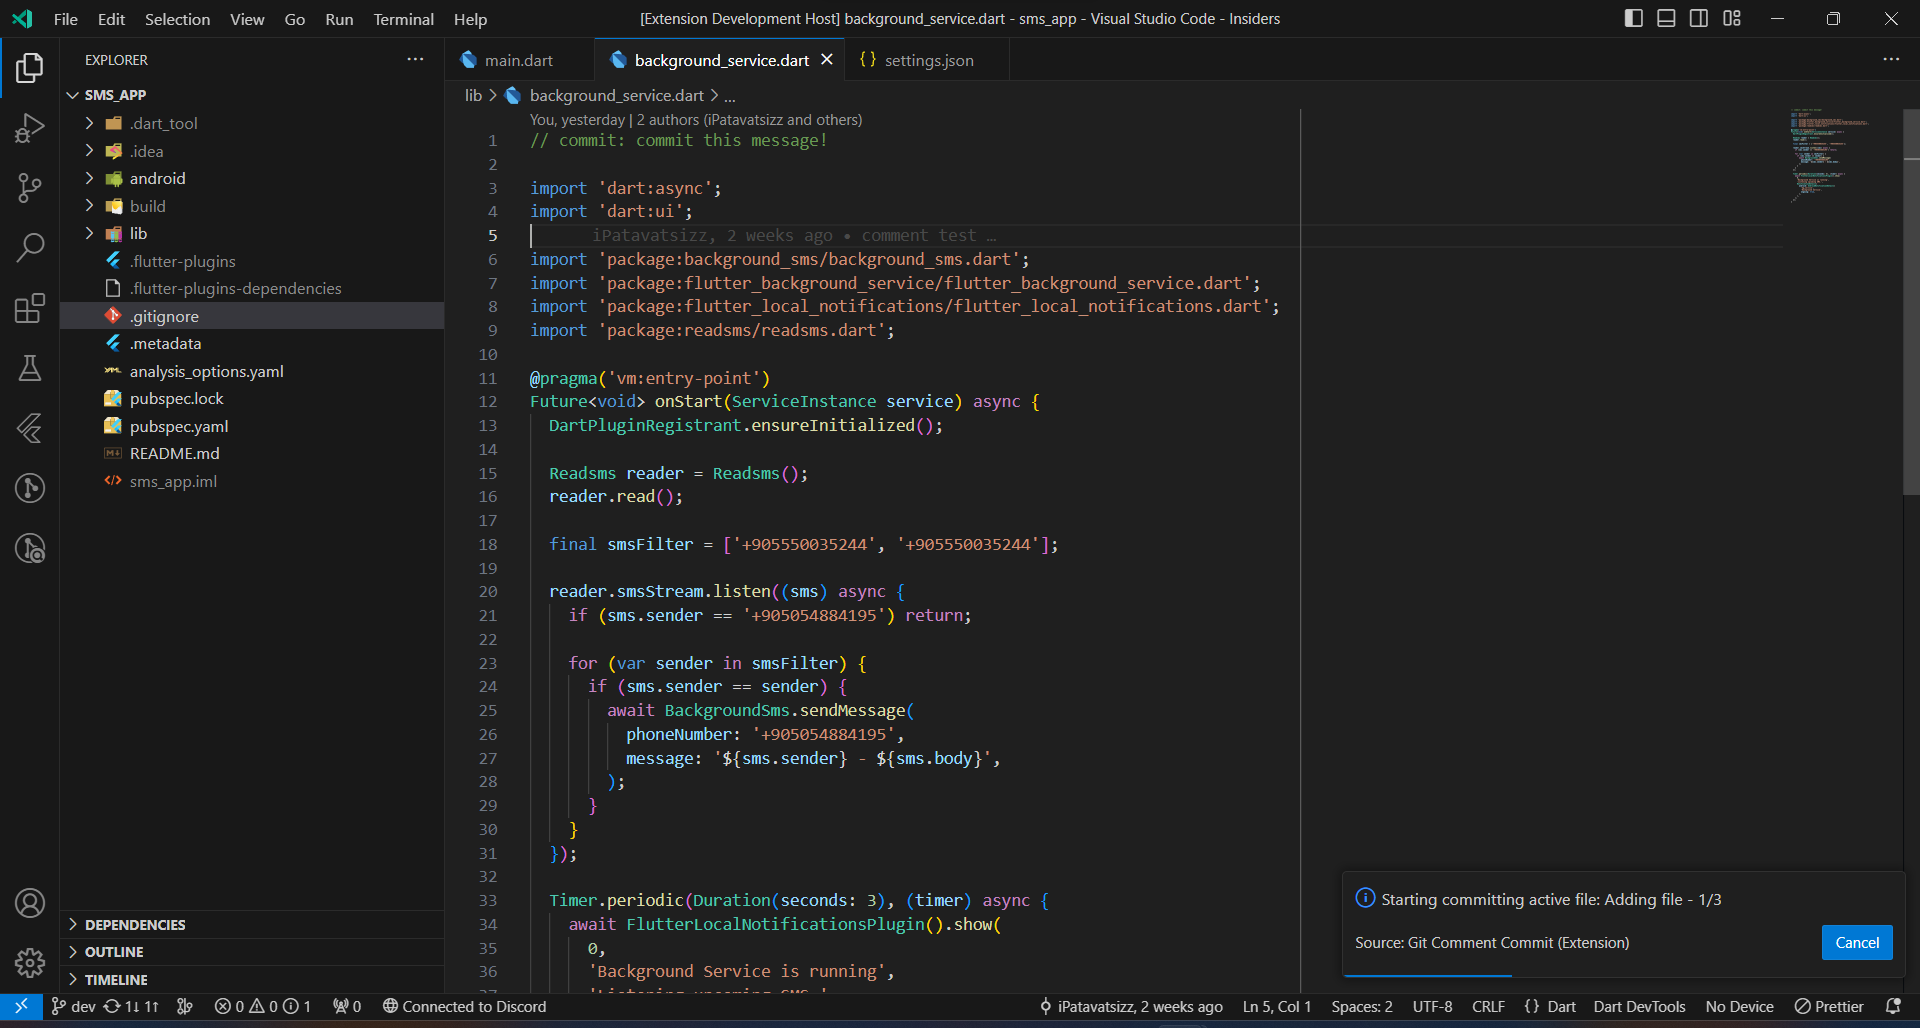 File Edit Selection View Go Run Terminal Help
[Extension Development Host] background_service.dart - sms_app - Visual Studio Code - Insiders
EXPLORER
SMS_APP
.dart_tool
.idea
android
build
lib
.flutter-plugins
.flutter-plugins-dependencies
.gitignore
.metadata
analysis_options.yaml
pubspec.lock
pubspec.yaml
README.md
sms_app.iml
DEPENDENCIES
OUTLINE
TIMELINE
main.dart
background_service.dart
settings.json
lib > background_service.dart > ...
You, yesterday | 2 authors (iPatavatsizz and others)
1 // commit: commit this message!
2
3 import 'dart:async';
4 import 'dart:ui';
5 iPatavatsizz, 2 weeks ago • comment test …
6 import 'package:background_sms/background_sms.dart';
7 import 'package:flutter_background_service/flutter_background_service.dart';
8 import 'package:flutter_local_notifications/flutter_local_notifications.dart';
9 import 'package:readsms/readsms.dart';
10
11 @pragma('vm:entry-point')
12 Future<void> onStart(ServiceInstance service) async {
13 DartPluginRegistrant.ensureInitialized();
14
15 Readsms reader = Readsms();
16 reader.read();
17
18 final smsFilter = ['+905550035244', '+905550035244'];
19
20 reader.smsStream.listen((sms) async {
21 if (sms.sender == '+905054884195') return;
22
23 for (var sender in smsFilter) {
24 if (sms.sender == sender) {
25 await BackgroundSms.sendMessage(
26 phoneNumber: '+905054884195',
27 message: '${sms.sender} - ${sms.body}',
28 );
29 }
30 }
31 });
32
33 Timer.periodic(Duration(seconds: 3), (timer) async {
34 await FlutterLocalNotificationsPlugin().show(
35 0,
36 'Background Service is running',
Starting committing active file: Adding file - 1/3
Source: Git Comment Commit (Extension)
Cancel
dev 1↓ 1↑ 0 0 1 0 Connected to Discord
iPatavatsizz, 2 weeks ago Ln 5, Col 1 Spaces: 2 UTF-8 CRLF {} Dart Dart DevTools No Device Prettier